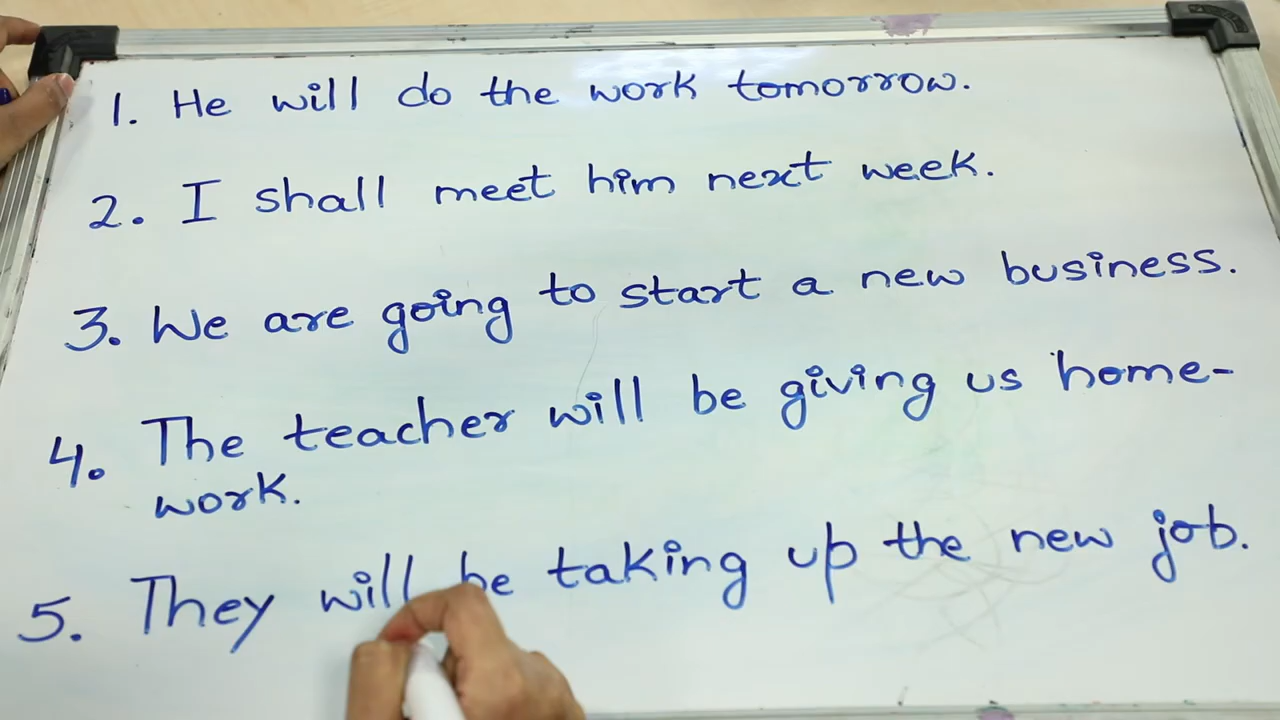 1. He will do the work tomorrow.
2. I shall meet him next week.
3. We are going to start a new business.
4. The teacher will be giving us home-
work.
5. They will be taking up the new job.